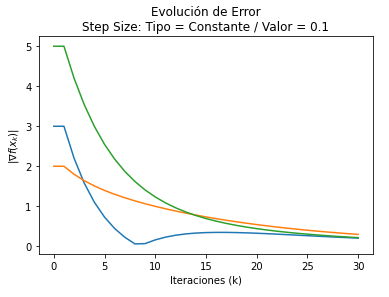 Evolución de Error
Step Size: Tipo = Constante / Valor = 0.1
|∇f(x_k)|
5
4
3
2
1
0
0 5 10 15 20 25 30
Iteraciones (k)